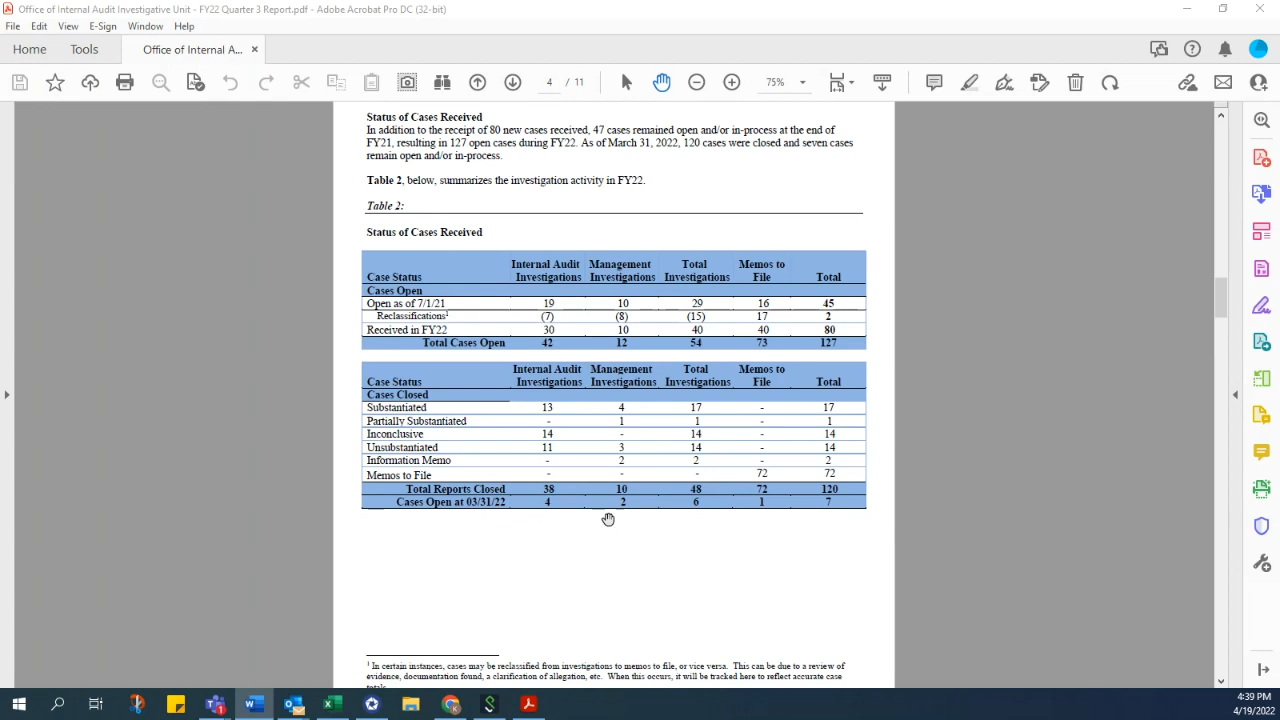 Office of Internal Audit Investigative Unit - FY22 Quarter 3 Report.pdf - Adobe Acrobat Pro DC (32-bit)
File Edit View E-Sign Window Help
Home Tools Office of Internal A... ×
4 / 11 75%
Status of Cases Received
In addition to the receipt of 80 new cases received, 47 cases remained open and/or in-process at the end of
FY21, resulting in 127 open cases during FY22. As of March 31, 2022, 120 cases were closed and seven cases
remain open and/or in-process.
Table 2, below, summarizes the investigation activity in FY22.
Table 2:
Status of Cases Received
Internal Audit Management Total Memos to
Case Status Investigations Investigations Investigations File Total
Cases Open
Open as of 7/1/21 19 10 29 16 45
Reclassifications¹ (7) (8) (15) 17 2
Received in FY22 30 10 40 40 80
Total Cases Open 42 12 54 73 127
Internal Audit Management Total Memos to
Case Status Investigations Investigations Investigations File Total
Cases Closed
Substantiated 13 4 17 - 17
Partially Substantiated - 1 1 - 1
Inconclusive 14 - 14 - 14
Unsubstantiated 11 3 14 - 14
Information Memo - 2 2 - 2
Memos to File - - - 72 72
Total Reports Closed 38 10 48 72 120
Cases Open at 03/31/22 4 2 6 1 7
¹ In certain instances, cases may be reclassified from investigations to memos to file, or vice versa. This can be due to a review of
evidence, documentation found, a clarification of allegation, etc. When this occurs, it will be tracked here to reflect accurate case
totals.
4:39 PM
4/19/2022